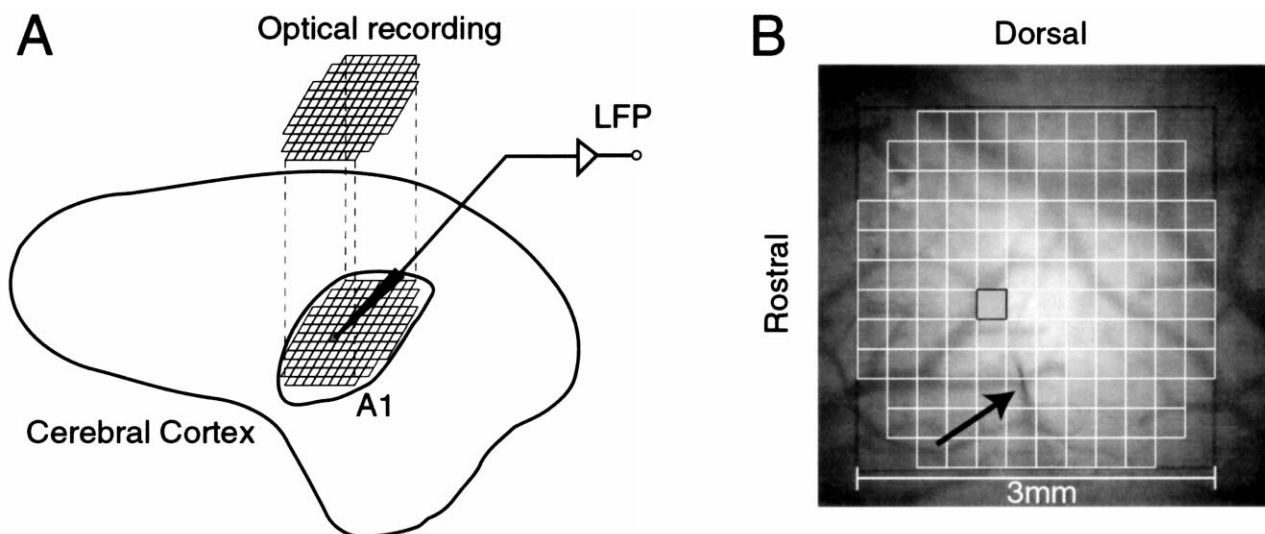 A
Optical recording
LFP
A1
Cerebral Cortex
B
Dorsal
Rostral
3mm